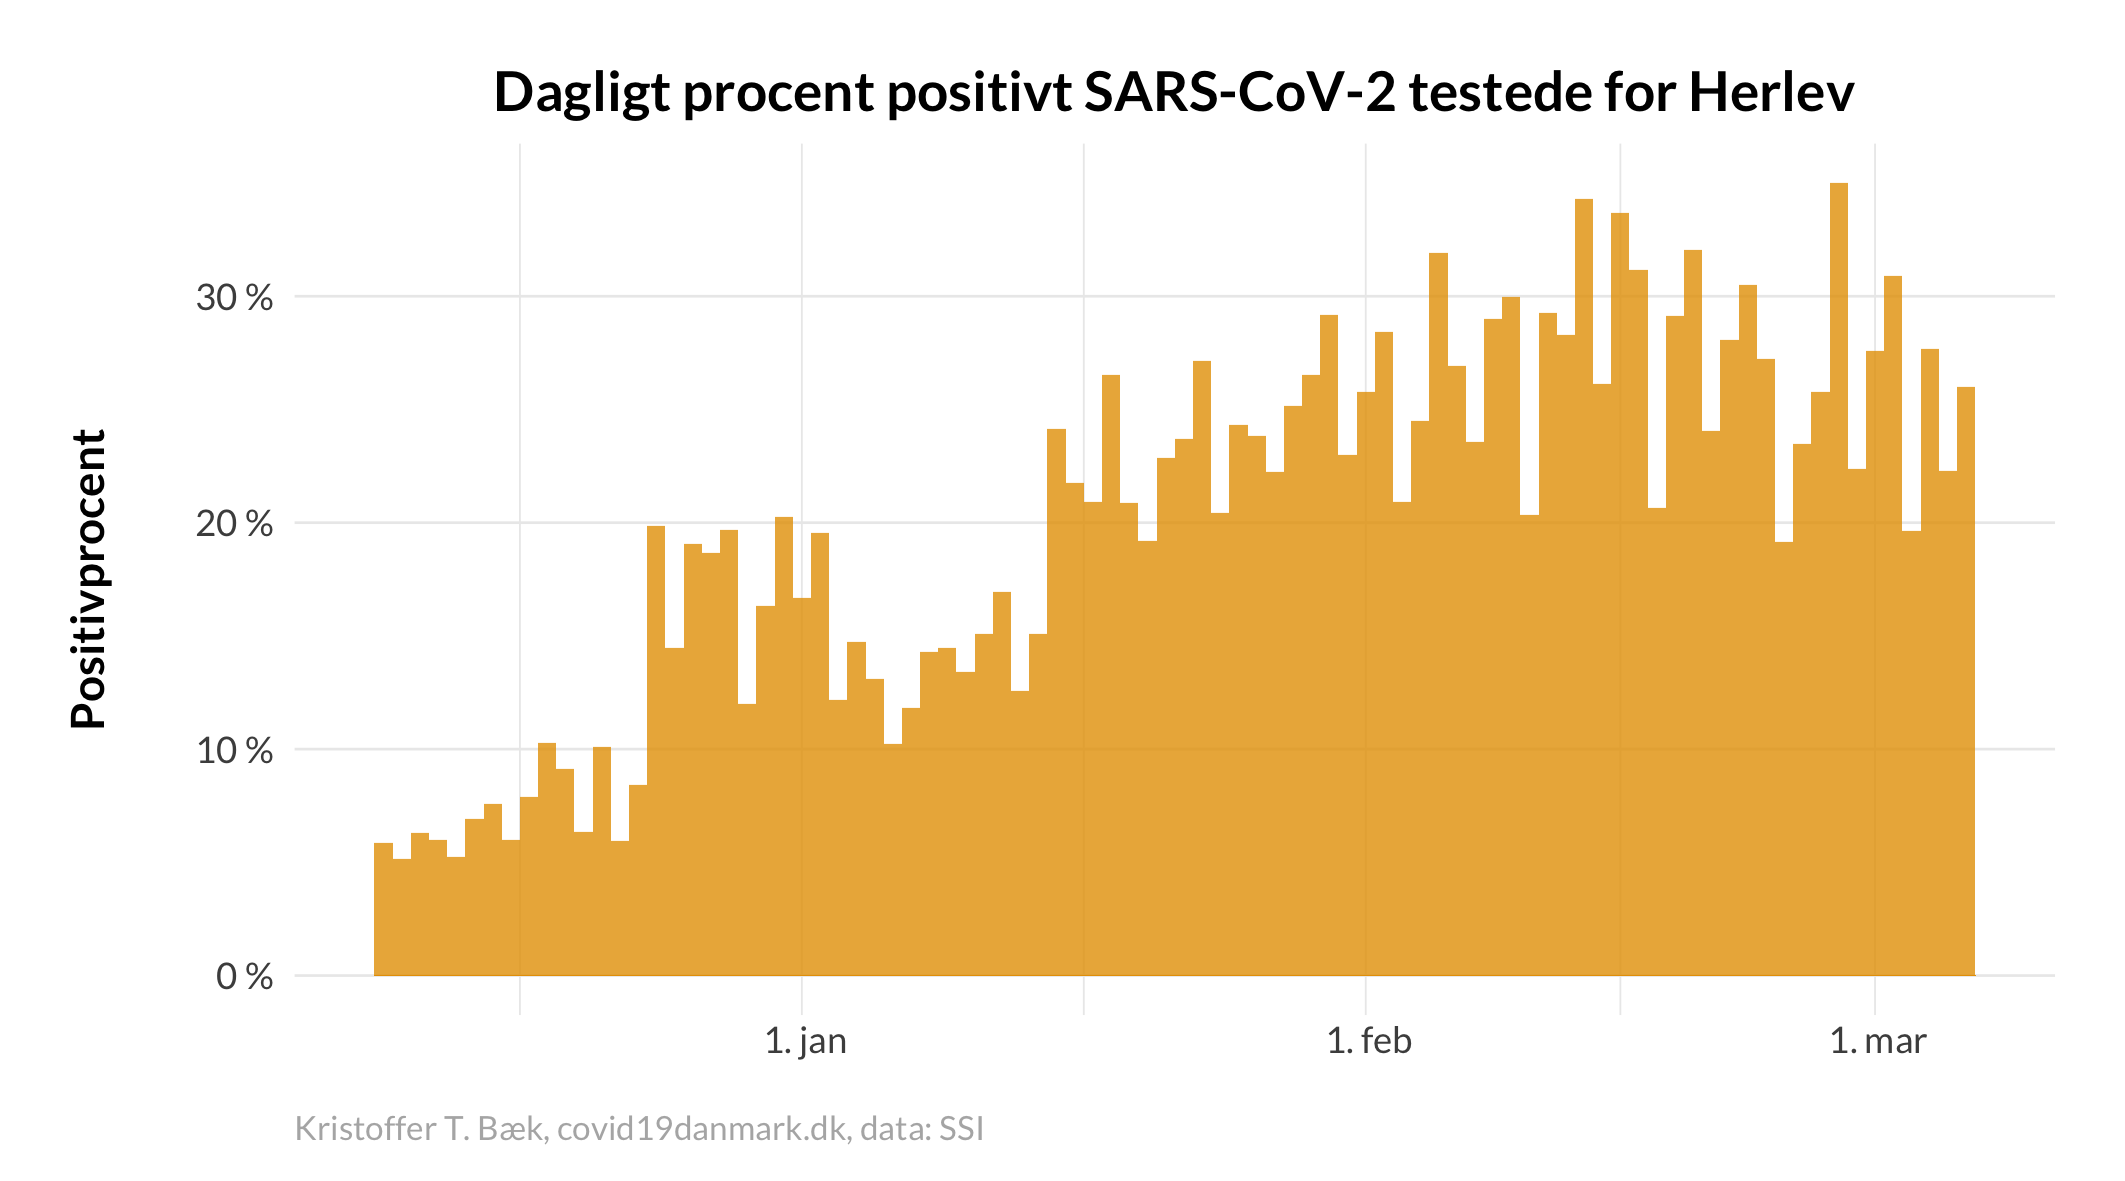 Dagligt procent positivt SARS-CoV-2 testede for Herlev
Positivprocent
30 %
20 %
10 %
0 %
1. jan
1. feb
1. mar
Kristoffer T. Bæk, covid19danmark.dk, data: SSI